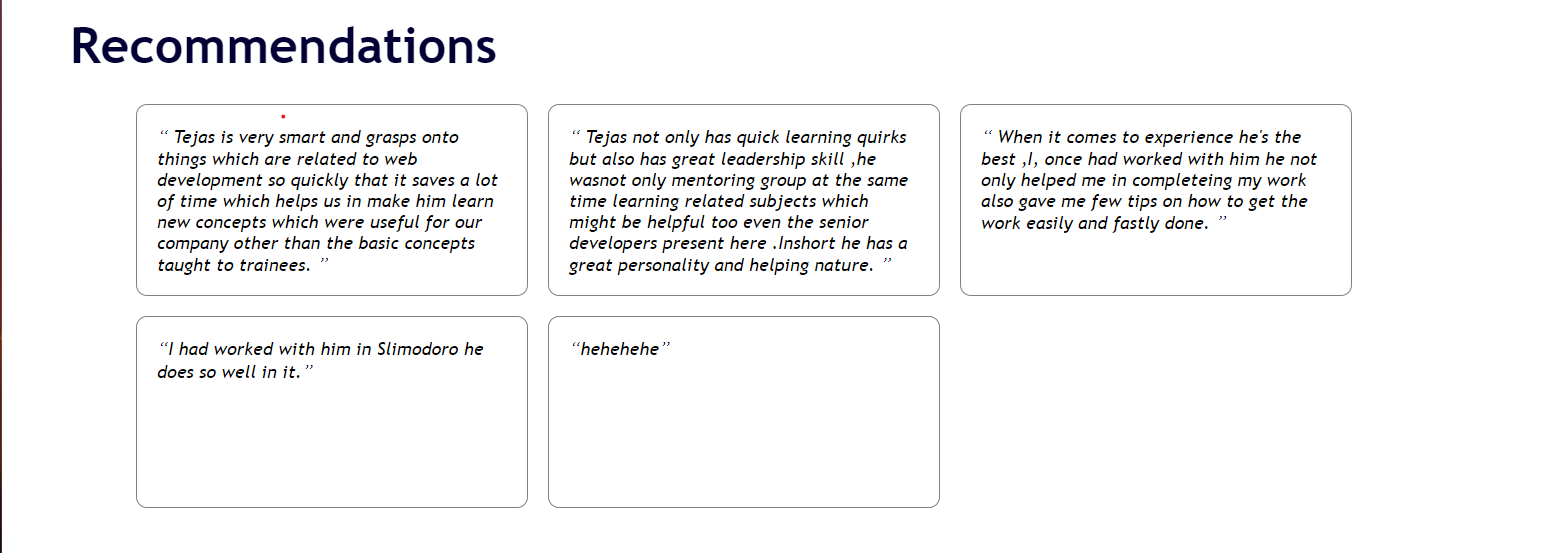 Recommendations
“ Tejas is very smart and grasps onto
things which are related to web
development so quickly that it saves a lot
of time which helps us in make him learn
new concepts which were useful for our
company other than the basic concepts
taught to trainees. ”
“ Tejas not only has quick learning quirks
but also has great leadership skill ,he
wasnot only mentoring group at the same
time learning related subjects which
might be helpful too even the senior
developers present here .Inshort he has a
great personality and helping nature. ”
“ When it comes to experience he's the
best ,I, once had worked with him he not
only helped me in completeing my work
also gave me few tips on how to get the
work easily and fastly done. ”
“I had worked with him in Slimodoro he
does so well in it.”
“hehehehe”